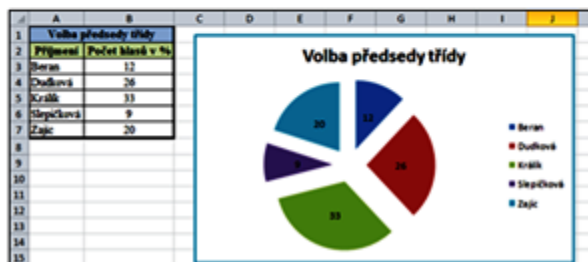 A B C D E F G H I J
1 Volba předsedy třídy
2 Příjmení Počet hlasů v %
3 Beran 12
4 Dudková 26
5 Králík 33
6 Slepičková 9
7 Zajíc 20
8
9
10
11
12
13
14
15
Volba předsedy třídy
12
26
33
9
20
Beran
Dudková
Králík
Slepičková
Zajíc